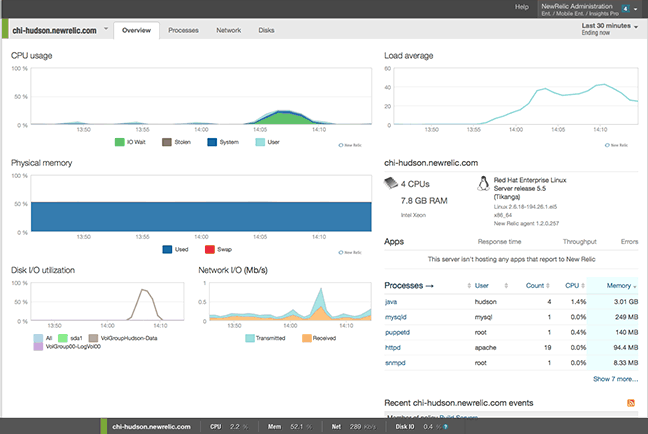 Help
NewRelic Administration
Ent. / Mobile Ent. / Insights Pro
4
chi-hudson.newrelic.com
Overview
Processes
Network
Disks
Last 30 minutes
Ending now
CPU usage
100 %
50 %
0 %
13:50 13:55 14:00 14:05 14:10
IO Wait Stolen System User
New Relic
Load average
60
40
20
0
13:50 13:55 14:00 14:05 14:10
New Relic
Physical memory
100 %
50 %
0 %
13:50 13:55 14:00 14:05 14:10
Used Swap
New Relic
chi-hudson.newrelic.com
4 CPUs
7.8 GB RAM
Intel Xeon
Red Hat Enterprise Linux
Server release 5.5
(Tikanga)
Linux 2.6.18-194.26.1.el5
x86_64
New Relic agent 1.2.0.257
Apps Response time Throughput Errors
This server isn't hosting any apps that report to New Relic
Disk I/O utilization
100 %
50 %
0 %
13:50 14:00 14:10
All sda1 VolGroupHudson-Data
VolGroup00-LogVol00
Network I/O (Mb/s)
1
0.5
0
13:50 14:00 14:10
Transmitted Received
Processes → User Count CPU Memory
java hudson 4 1.4% 3.01 GB
mysqld mysql 1 0.0% 249 MB
puppetd root 1 0.4% 140 MB
httpd apache 19 0.0% 94.4 MB
snmpd root 1 0.0% 8.33 MB
Show 7 more...
Recent chi-hudson.newrelic.com events
Member of policy Build Servers
chi-hudson.newrelic.com CPU 2.2 % Mem 52.1 % Net 289 Kb/s Disk IO 0.4 % ?